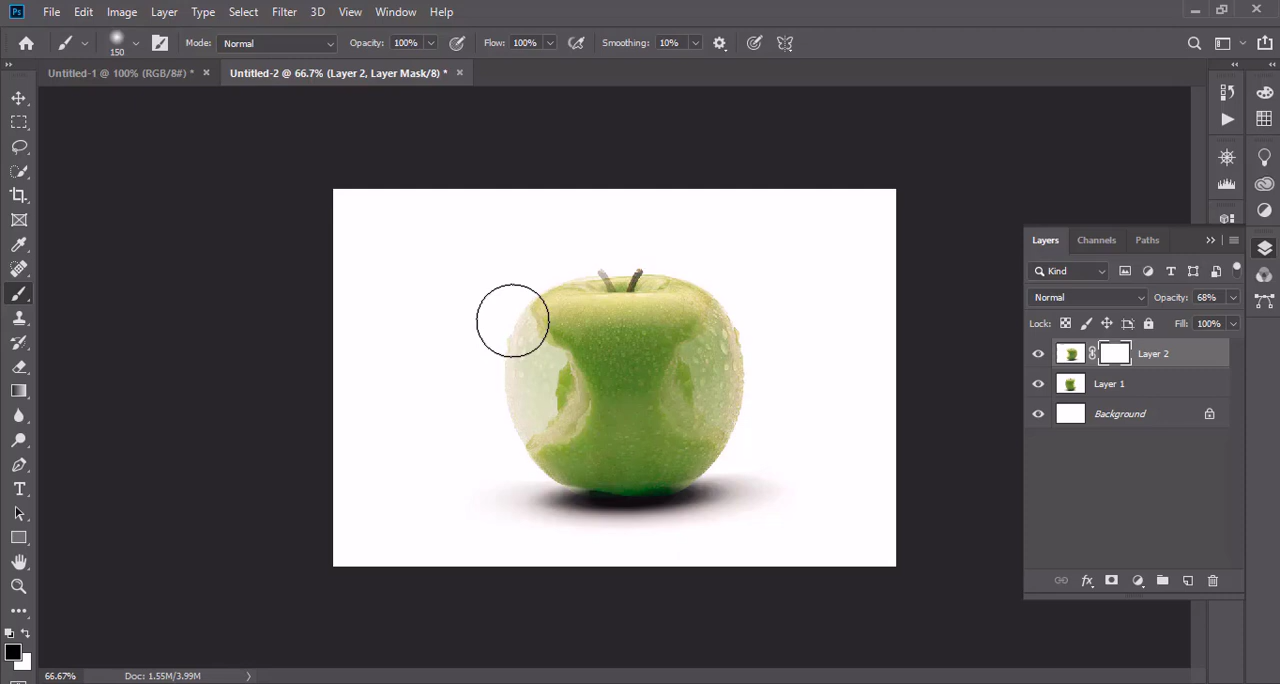 Ps File Edit Image Layer Type Select Filter 3D View Window Help
150 Mode: Normal Opacity: 100% Flow: 100% Smoothing: 10%
Untitled-1 @ 100% (RGB/8#) * × Untitled-2 @ 66.7% (Layer 2, Layer Mask/8) * ×
Layers Channels Paths
Kind
Normal Opacity: 68%
Lock: Fill: 100%
Layer 2
Layer 1
Background
66.67% Doc: 1.55M/3.99M